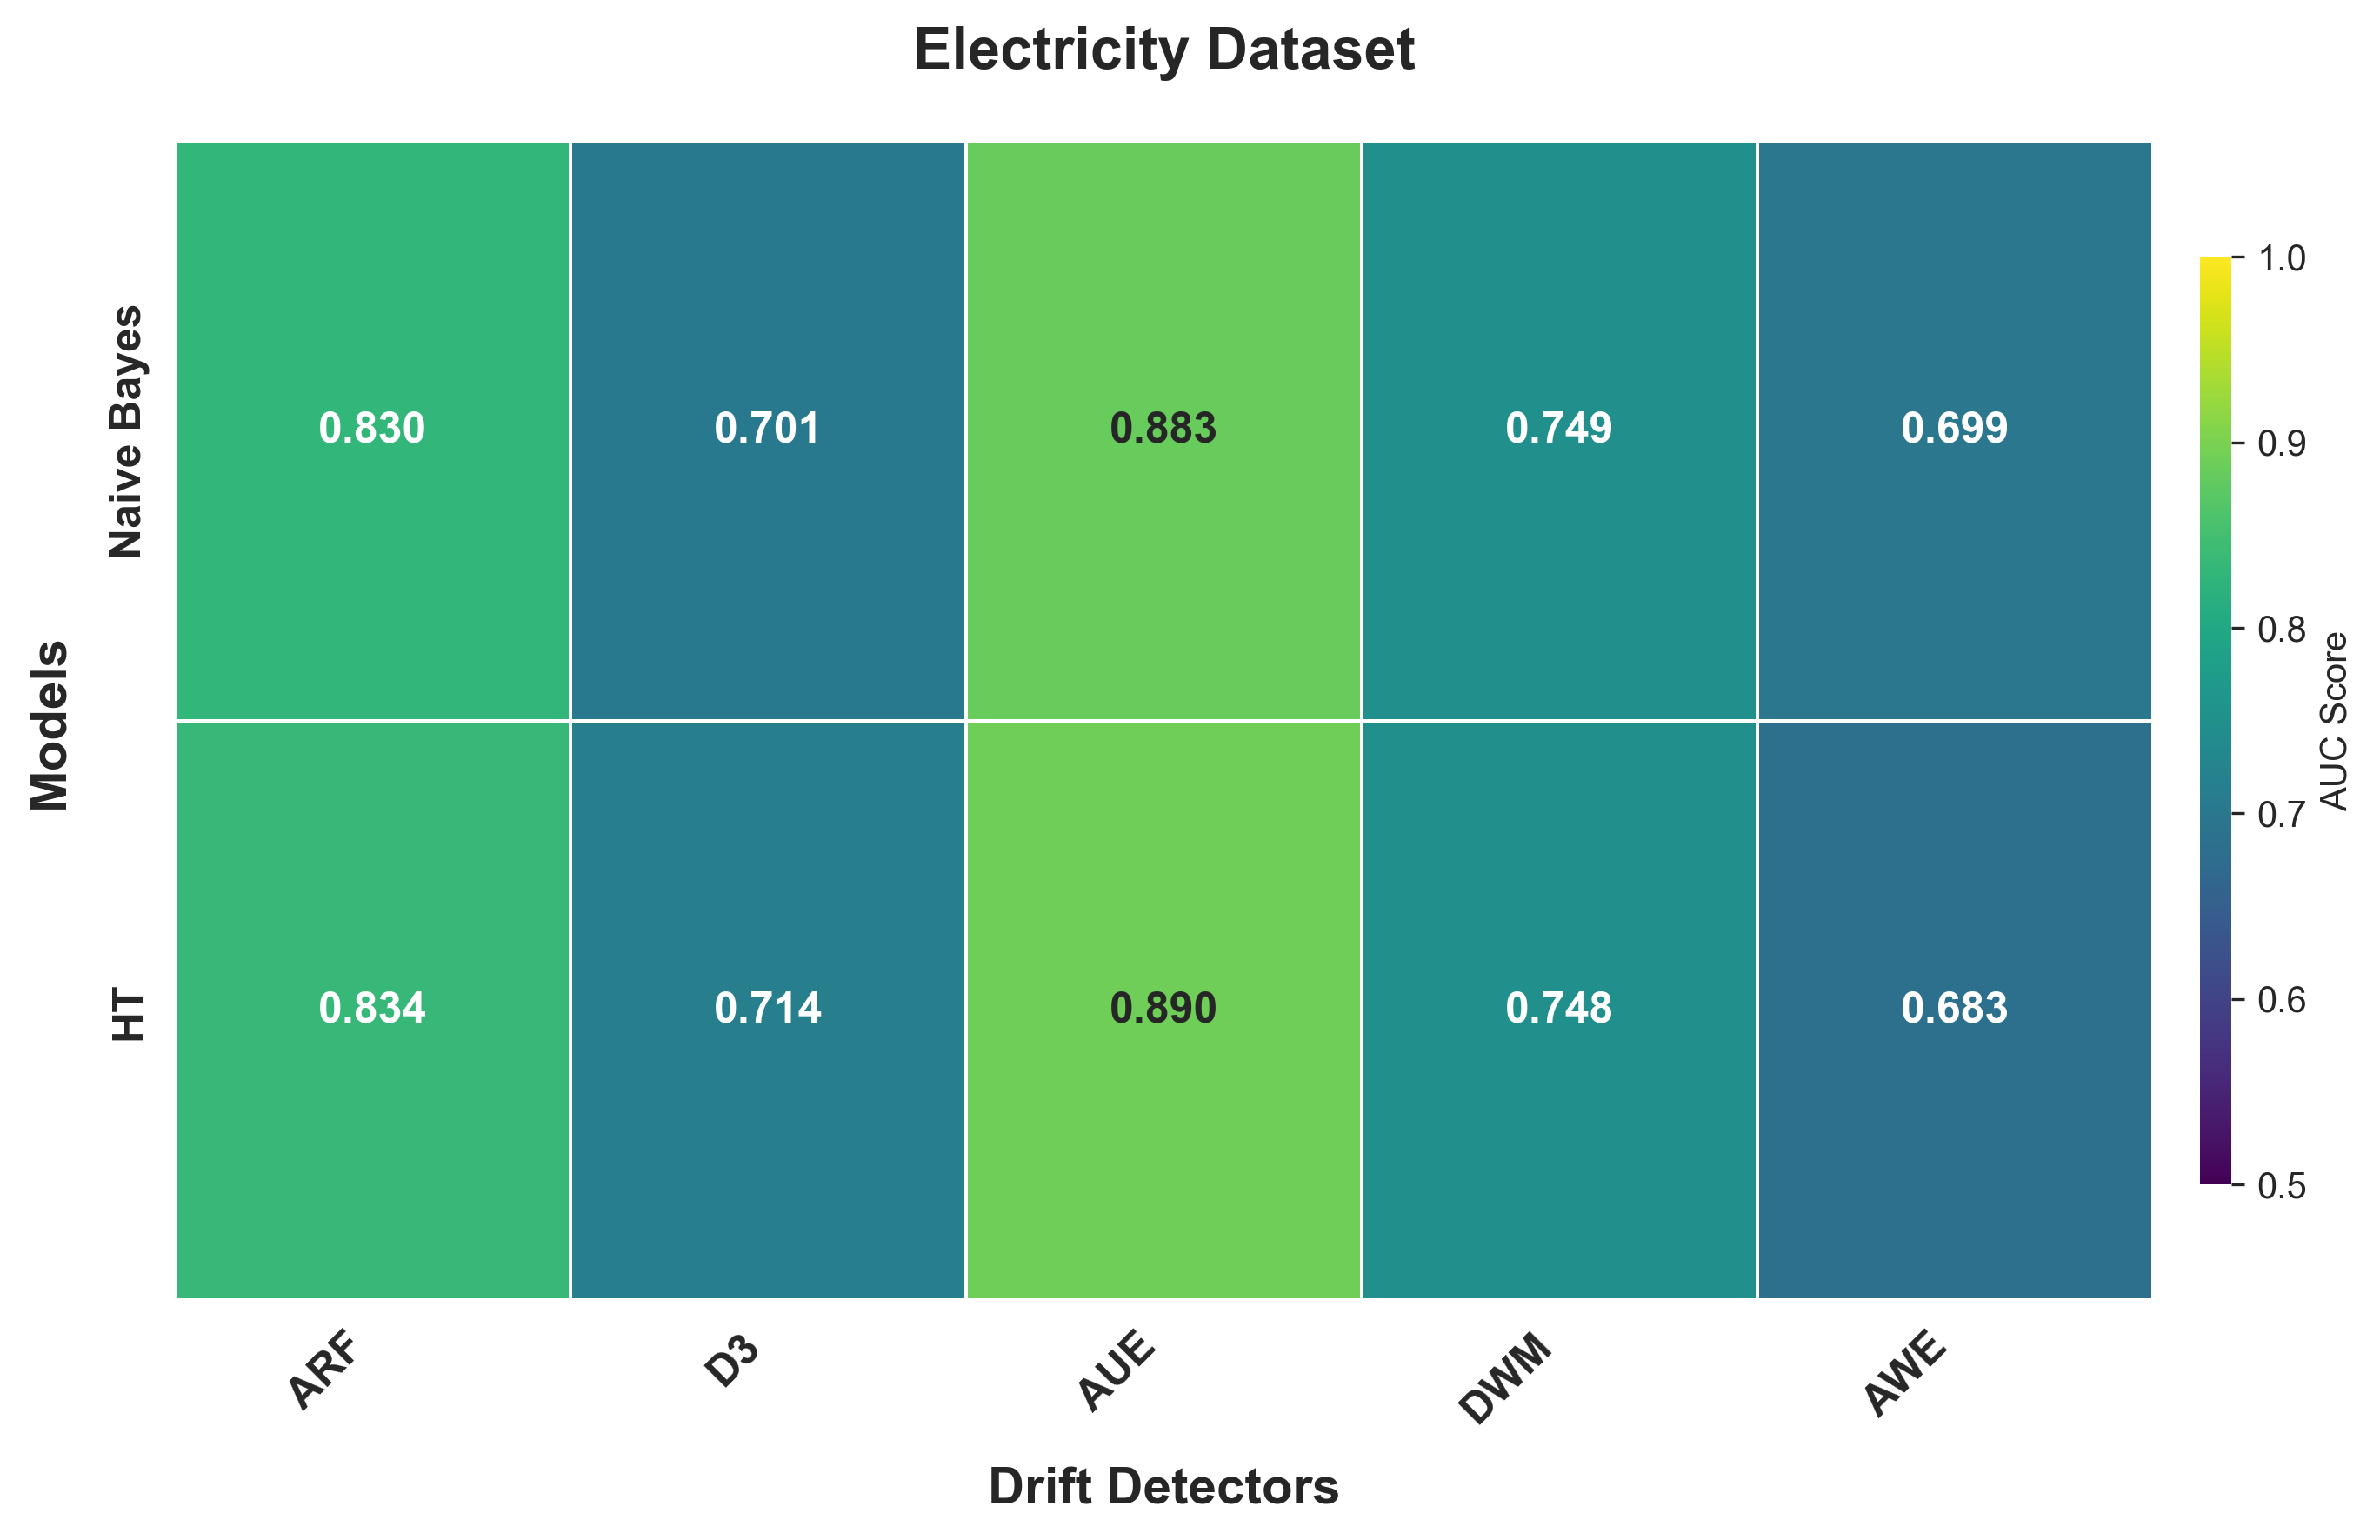 Electricity Dataset
Models
Naive Bayes
0.830 0.701 0.883 0.749 0.699
HT
0.834 0.714 0.890 0.748 0.683
ARF D3 AUE DWM AWE
Drift Detectors
1.0
0.9
0.8
0.7
0.6
0.5
AUC Score